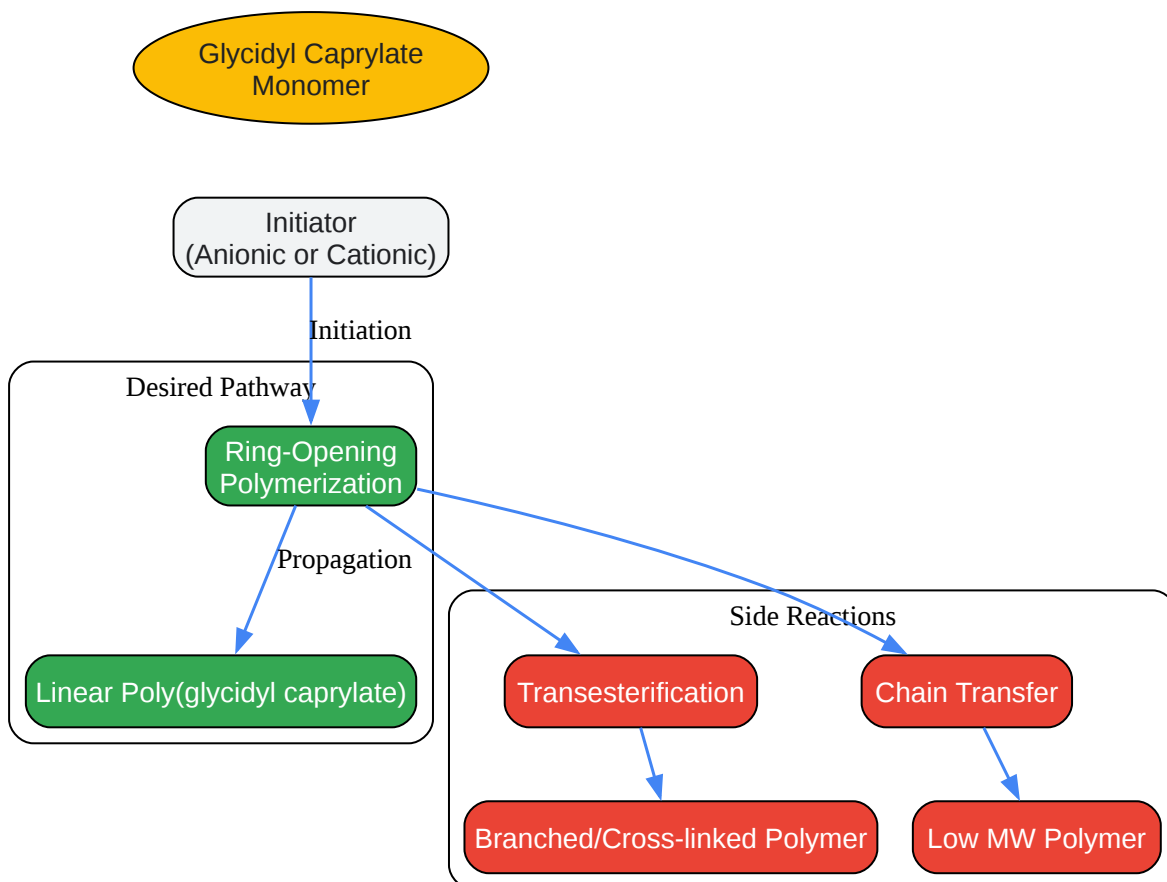 Glycidyl Caprylate
Monomer
Initiator
(Anionic or Cationic)
Initiation
Desired Pathway
Ring-Opening
Polymerization
Propagation
Side Reactions
Linear Poly(glycidyl caprylate)
Transesterification
Chain Transfer
Branched/Cross-linked Polymer
Low MW Polymer